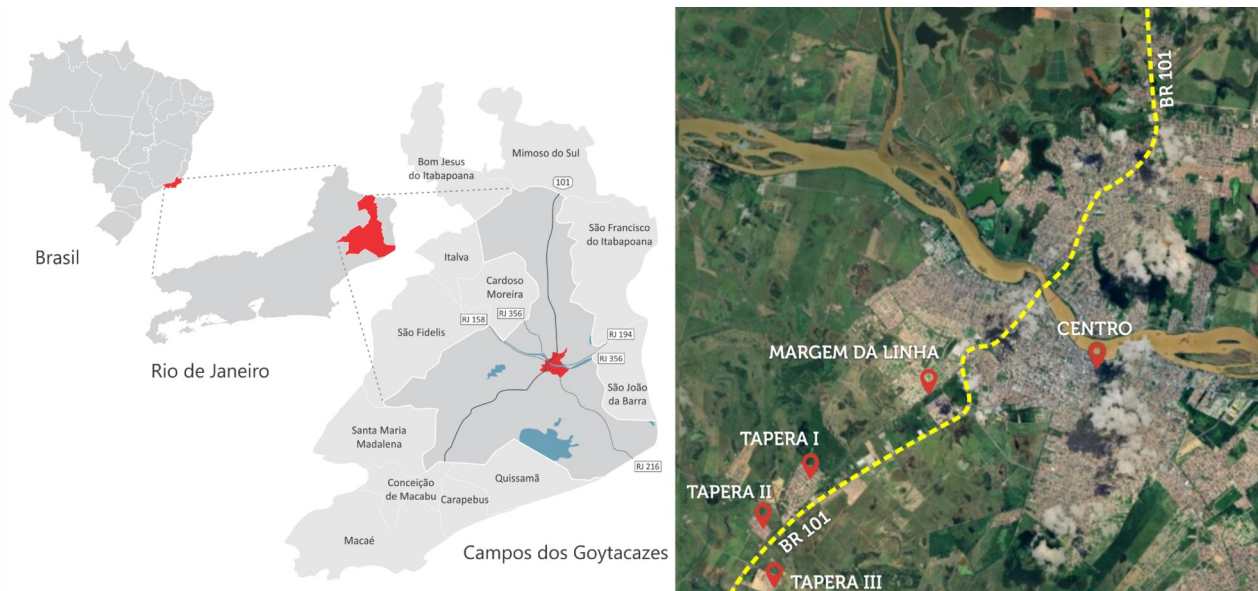 Brasil
Rio de Janeiro
Bom Jesus
do Itabapoana
Mimoso do Sul
101
São Francisco
do Itabapoana
Italva
Cardoso
Moreira
RJ 158
RJ 356
São Fidelis
RJ 194
RJ 356
São João
da Barra
Santa Maria
Madalena
RJ 216
Quissamã
Conceição
de Macabu
Carapebus
Macaé
Campos dos Goytacazes
BR 101
CENTRO
MARGEM DA LINHA
TAPERA I
TAPERA II
BR 101
TAPERA III